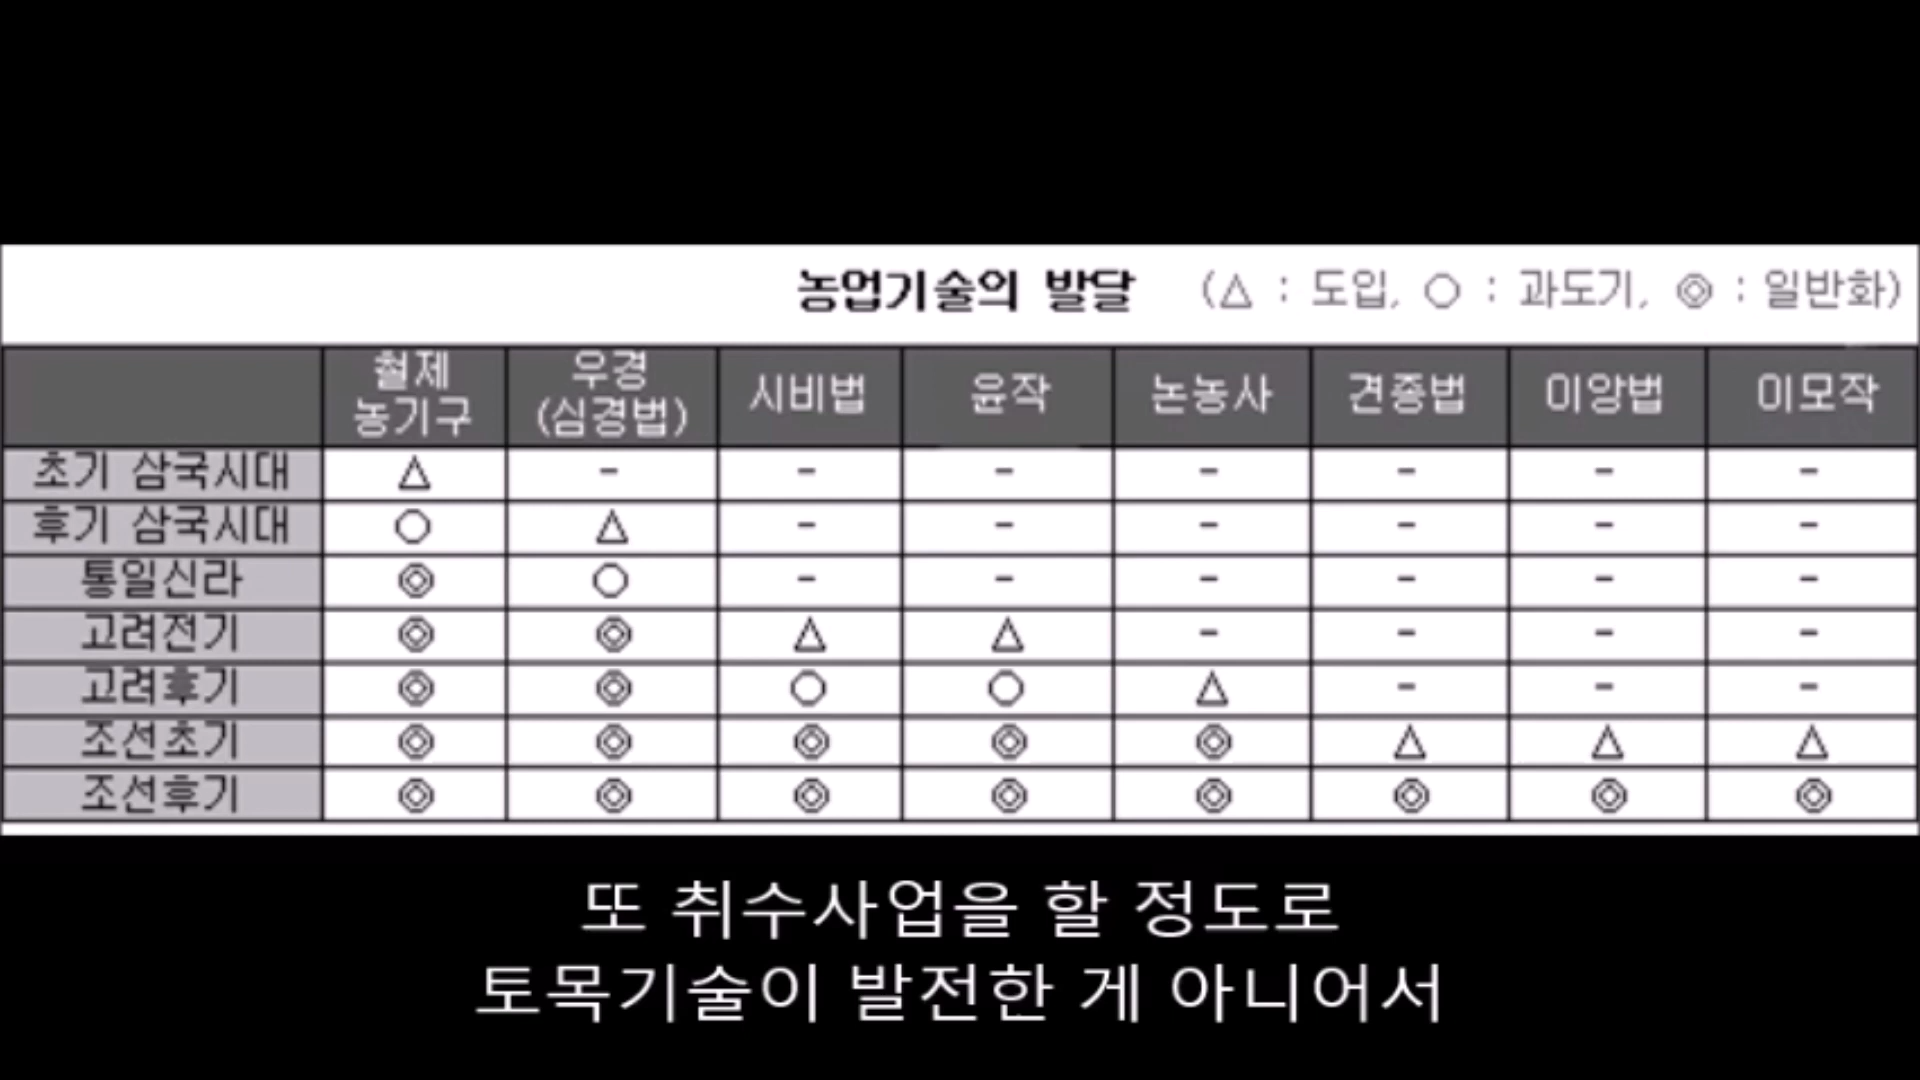 농업기술의 발달 (△ : 도입, ○ : 과도기, ◎ : 일반화)
철제 농기구 우경 (심경법) 시비법 윤작 논농사 견종법 이앙법 이모작
초기 삼국시대 △ - - - - - - -
후기 삼국시대 ○ △ - - - - - -
통일신라 ◎ ○ - - - - - -
고려전기 ◎ ◎ △ △ - - - -
고려후기 ◎ ◎ ○ ○ △ - - -
조선초기 ◎ ◎ ◎ ◎ ◎ △ △ △
조선후기 ◎ ◎ ◎ ◎ ◎ ◎ ◎ ◎
또 취수사업을 할 정도로
토목기술이 발전한 게 아니어서